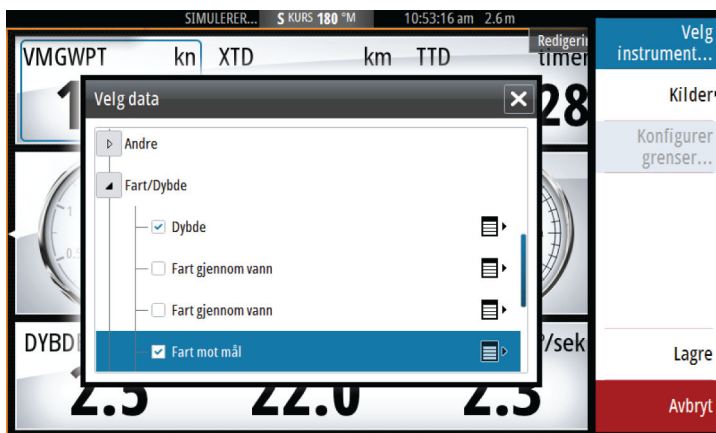 SIMULERER... S KURS 180 °M 10:53:16 am 2.6 m
VMGWPT kn XTD km TTD timer
Velg data
Andre
Fart/Dybde
Dybde
Fart gjennom vann
Fart gjennom vann
Fart mot mål
28
DYBD °/sek
2.5 22.0 2.3
Velg
instrument...
Kilder
Konfigurer
grenser...
Lagre
Avbryt